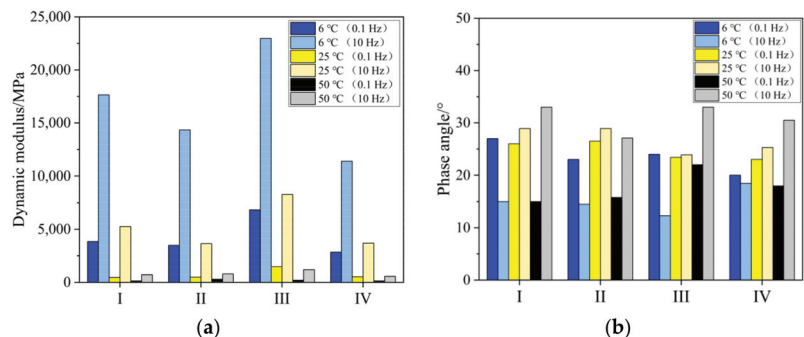 25,000
20,000
15,000
10,000
5,000
0
Dynamic modulus/MPa
6 ℃ (0.1 Hz)
6 ℃ (10 Hz)
25 ℃ (0.1 Hz)
25 ℃ (10 Hz)
50 ℃ (0.1 Hz)
50 ℃ (10 Hz)
I II III IV
(a)
50
40
30
20
10
0
Phase angle/°
6 ℃ (0.1 Hz)
6 ℃ (10 Hz)
25 ℃ (0.1 Hz)
25 ℃ (10 Hz)
50 ℃ (0.1 Hz)
50 ℃ (10 Hz)
I II III IV
(b)